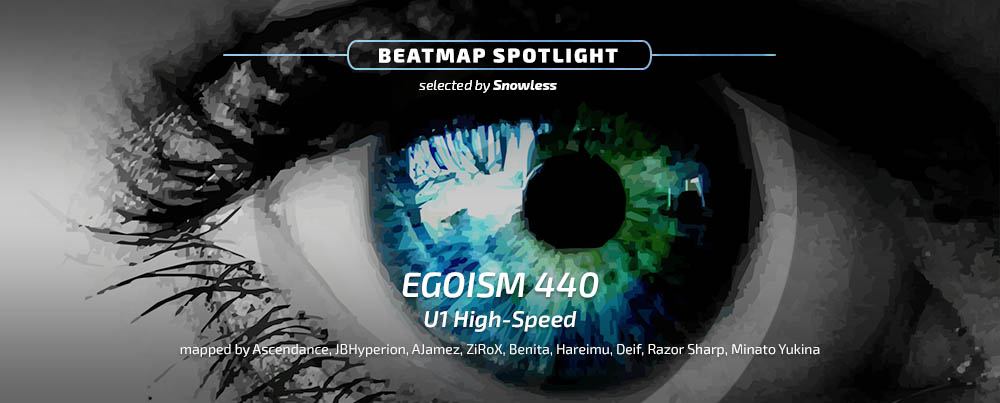 BEATMAP SPOTLIGHT
selected by Snowless
EGOISM 440
U1 High-Speed
mapped by Ascendance, JBHyperion, AJamez, ZiRoX, Benita, Hareimu, Deif, Razor Sharp, Minato Yukina